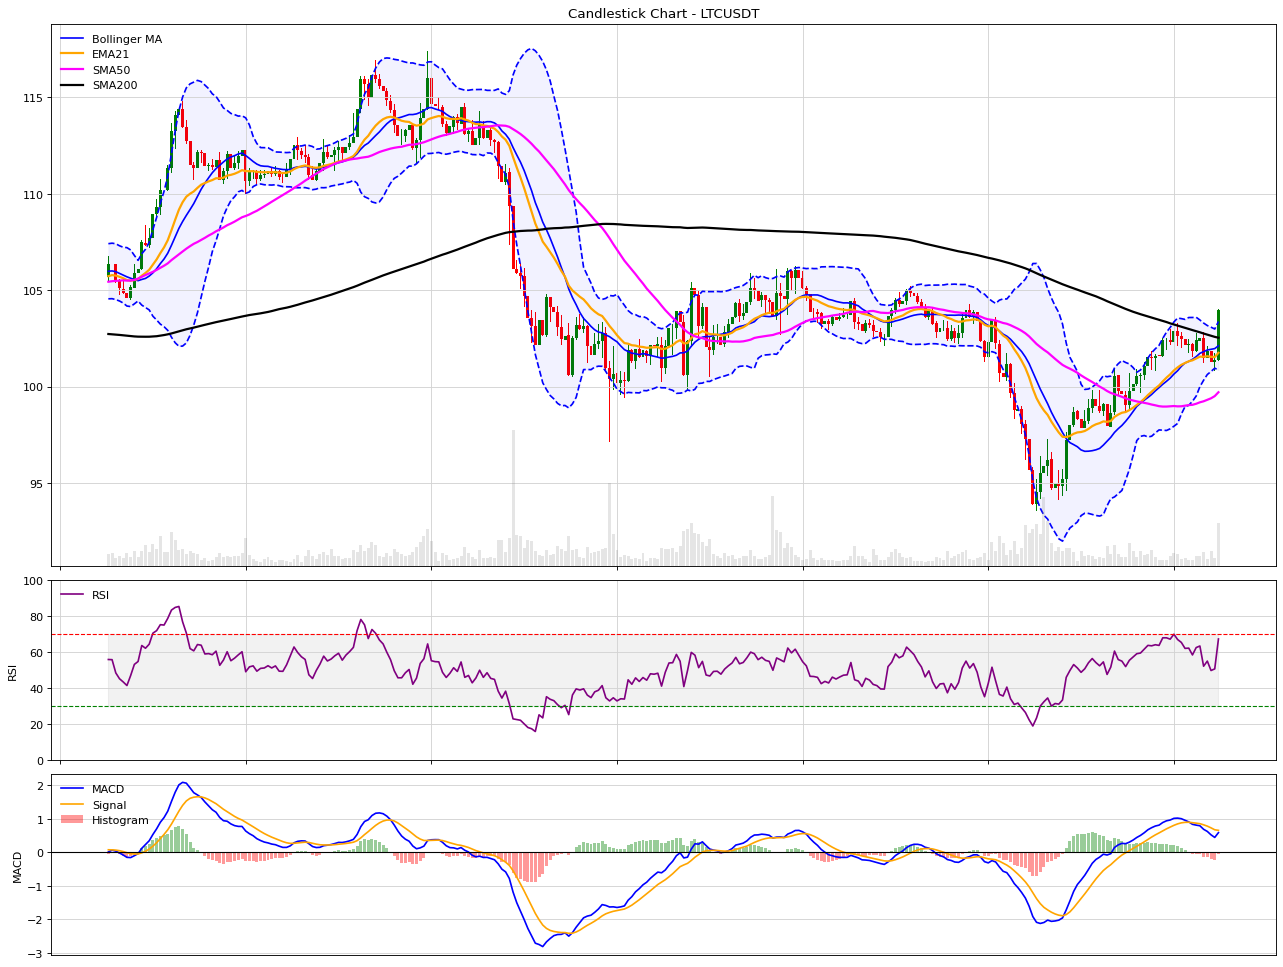 Candlestick Chart - LTCUSDT
Bollinger MA
EMA21
SMA50
SMA200
115
110
105
100
95
RSI
100
80
60
40
20
0
RSI
MACD
Signal
Histogram
2
1
0
−1
−2
−3
MACD